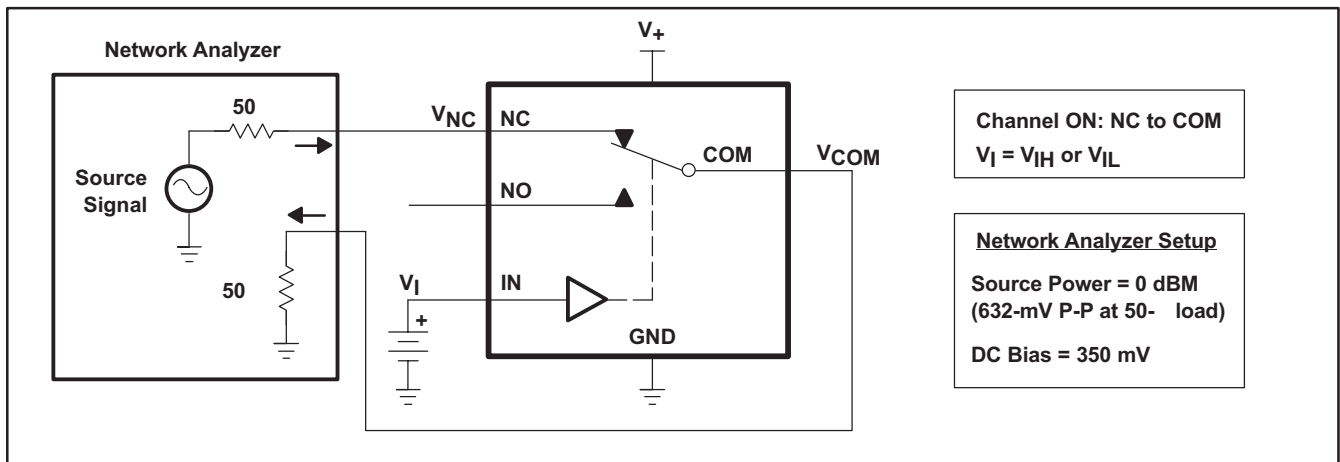 Network Analyzer
50
Source
Signal
50
V+
VNC
NC
COM
VCOM
NO
VI
IN
+
GND
Channel ON: NC to COM
VI = VIH or VIL
Network Analyzer Setup
Source Power = 0 dBM
(632-mV P-P at 50- load)
DC Bias = 350 mV